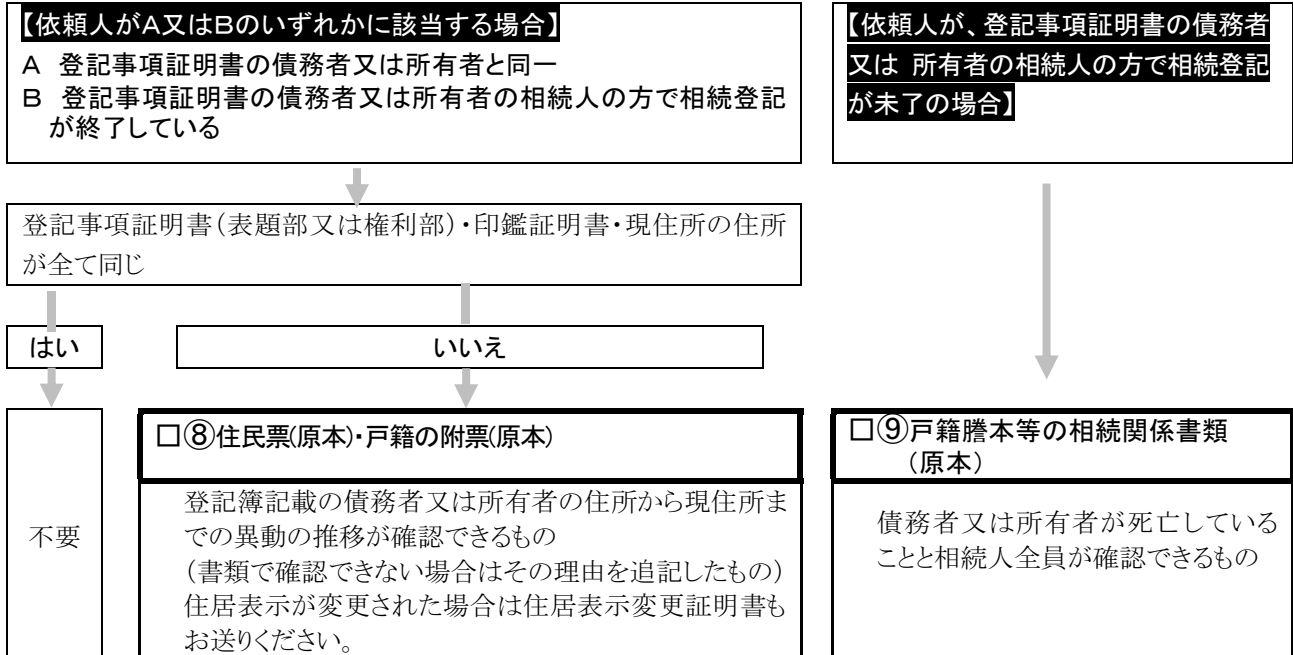 【依頼人がA又はBのいずれかに該当する場合】
A 登記事項証明書の債務者又は所有者と同一
B 登記事項証明書の債務者又は所有者の相続人の方で相続登記
が終了している
【依頼人が、登記事項証明書の債務者
又は 所有者の相続人の方で相続登記
が未了の場合】
登記事項証明書(表題部又は権利部)・印鑑証明書・現住所の住所
が全て同じ
はい
いいえ
不要
□⑧住民票(原本)・戸籍の附票(原本)
登記簿記載の債務者又は所有者の住所から現住所ま
での異動の推移が確認できるもの
(書類で確認できない場合はその理由を追記したもの)
住居表示が変更された場合は住居表示変更証明書も
お送りください。
□⑨戸籍謄本等の相続関係書類
(原本)
債務者又は所有者が死亡している
ことと相続人全員が確認できるもの